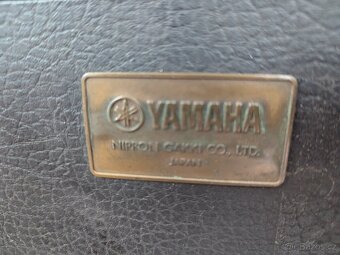 YAMAHA
NIPPON GAKKI CO., LTD.
JAPAN